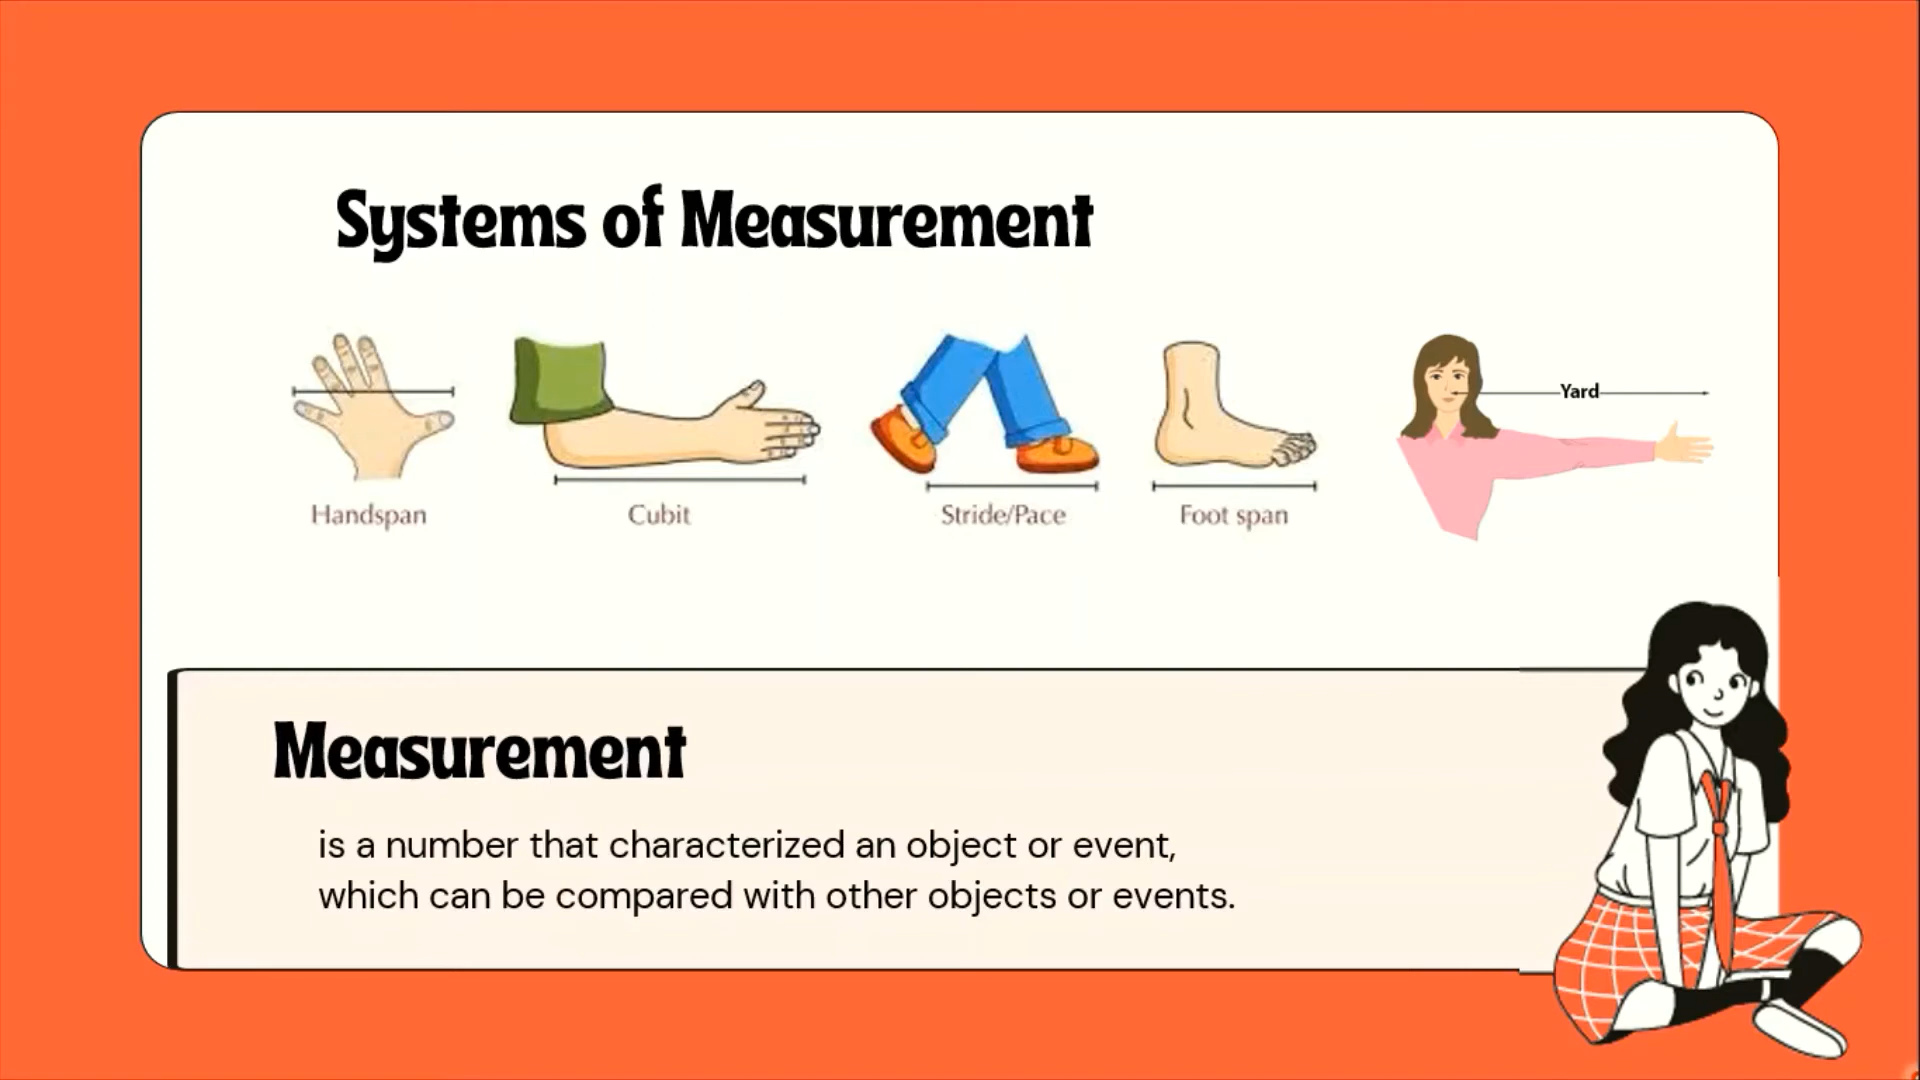 Systems of Measurement
Yard
Handspan
Cubit
Stride/Pace
Foot span
Measurement
is a number that characterized an object or event,
which can be compared with other objects or events.